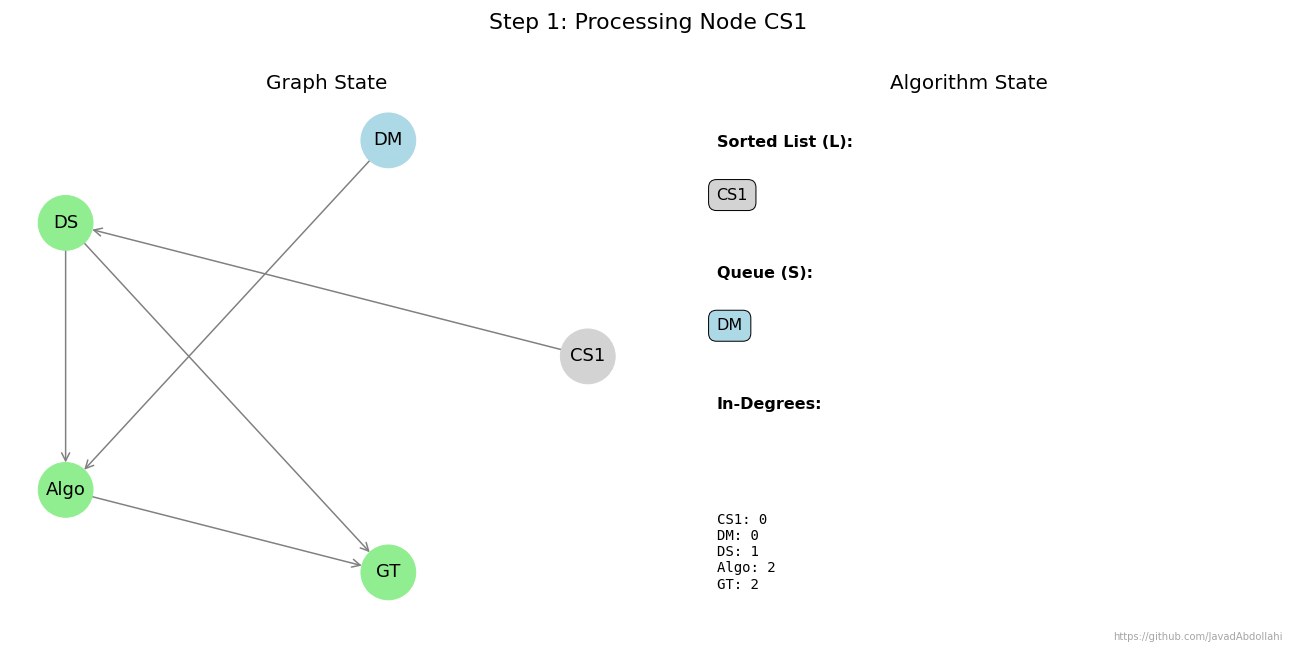 Step 1: Processing Node CS1
Graph State
DM
DS
CS1
Algo
GT
Algorithm State
Sorted List (L):
CS1
Queue (S):
DM
In-Degrees:
CS1: 0
DM: 0
DS: 1
Algo: 2
GT: 2
https://github.com/JavadAbdollahi